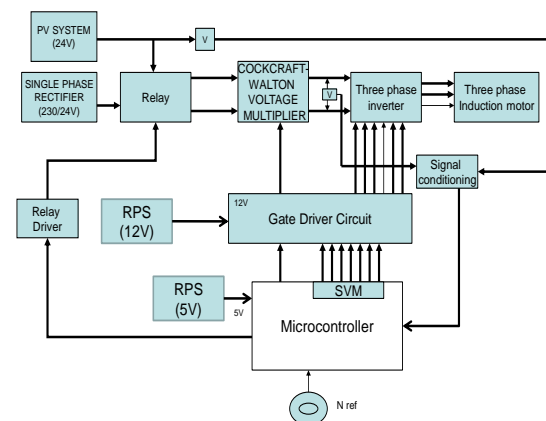 PV SYSTEM
(24V)
V
SINGLE PHASE
RECTIFIER
(230/24V)
Relay
COCKCRAFT-
WALTON
VOLTAGE
MULTIPLIER
V
Three phase
inverter
Three phase
Induction motor
Signal
conditioning
Relay
Driver
RPS
(12V)
12V
Gate Driver Circuit
RPS
(5V)
5V
SVM
Microcontroller
N ref